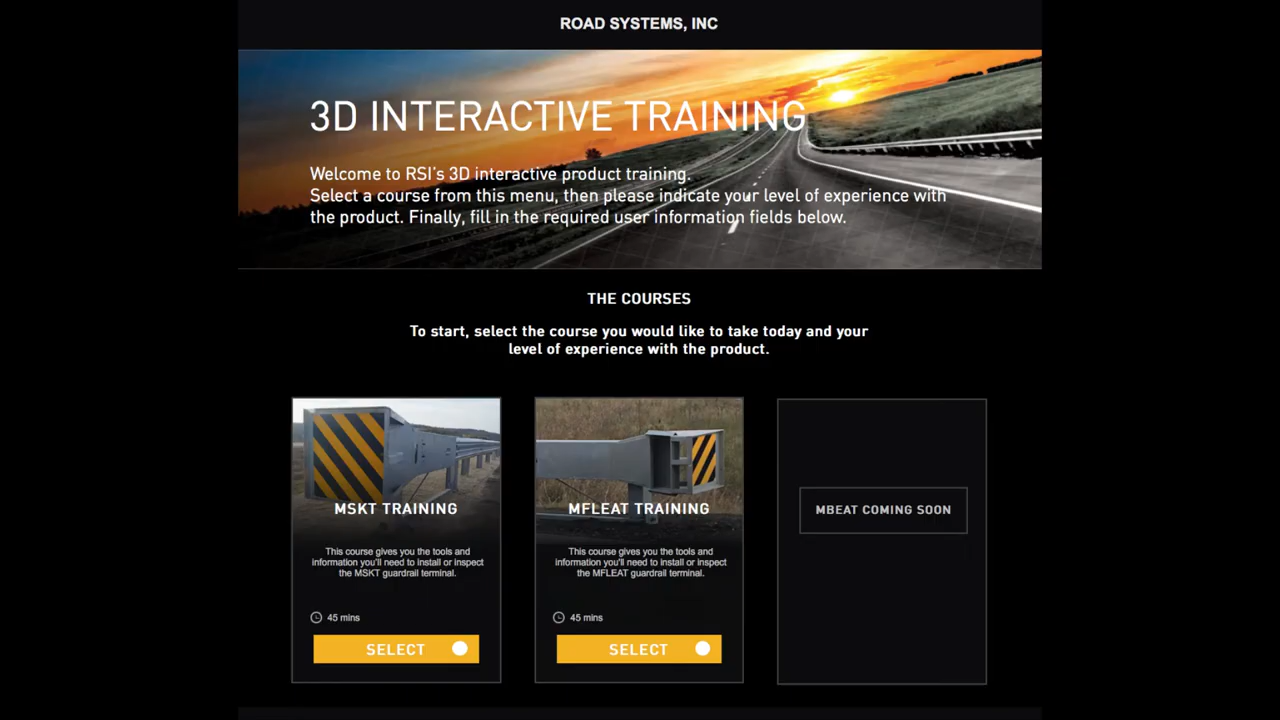 ROAD SYSTEMS, INC
3D INTERACTIVE TRAINING
Welcome to RSI's 3D interactive product training.
Select a course from this menu, then please indicate your level of experience with
the product. Finally, fill in the required user information fields below.
THE COURSES
To start, select the course you would like to take today and your
level of experience with the product.
MSKT TRAINING
This course gives you the tools and
information you'll need to install or inspect
the MSKT guardrail terminal.
45 mins
SELECT
MFLEAT TRAINING
This course gives you the tools and
information you'll need to install or inspect
the MFLEAT guardrail terminal.
45 mins
SELECT
MBEAT COMING SOON